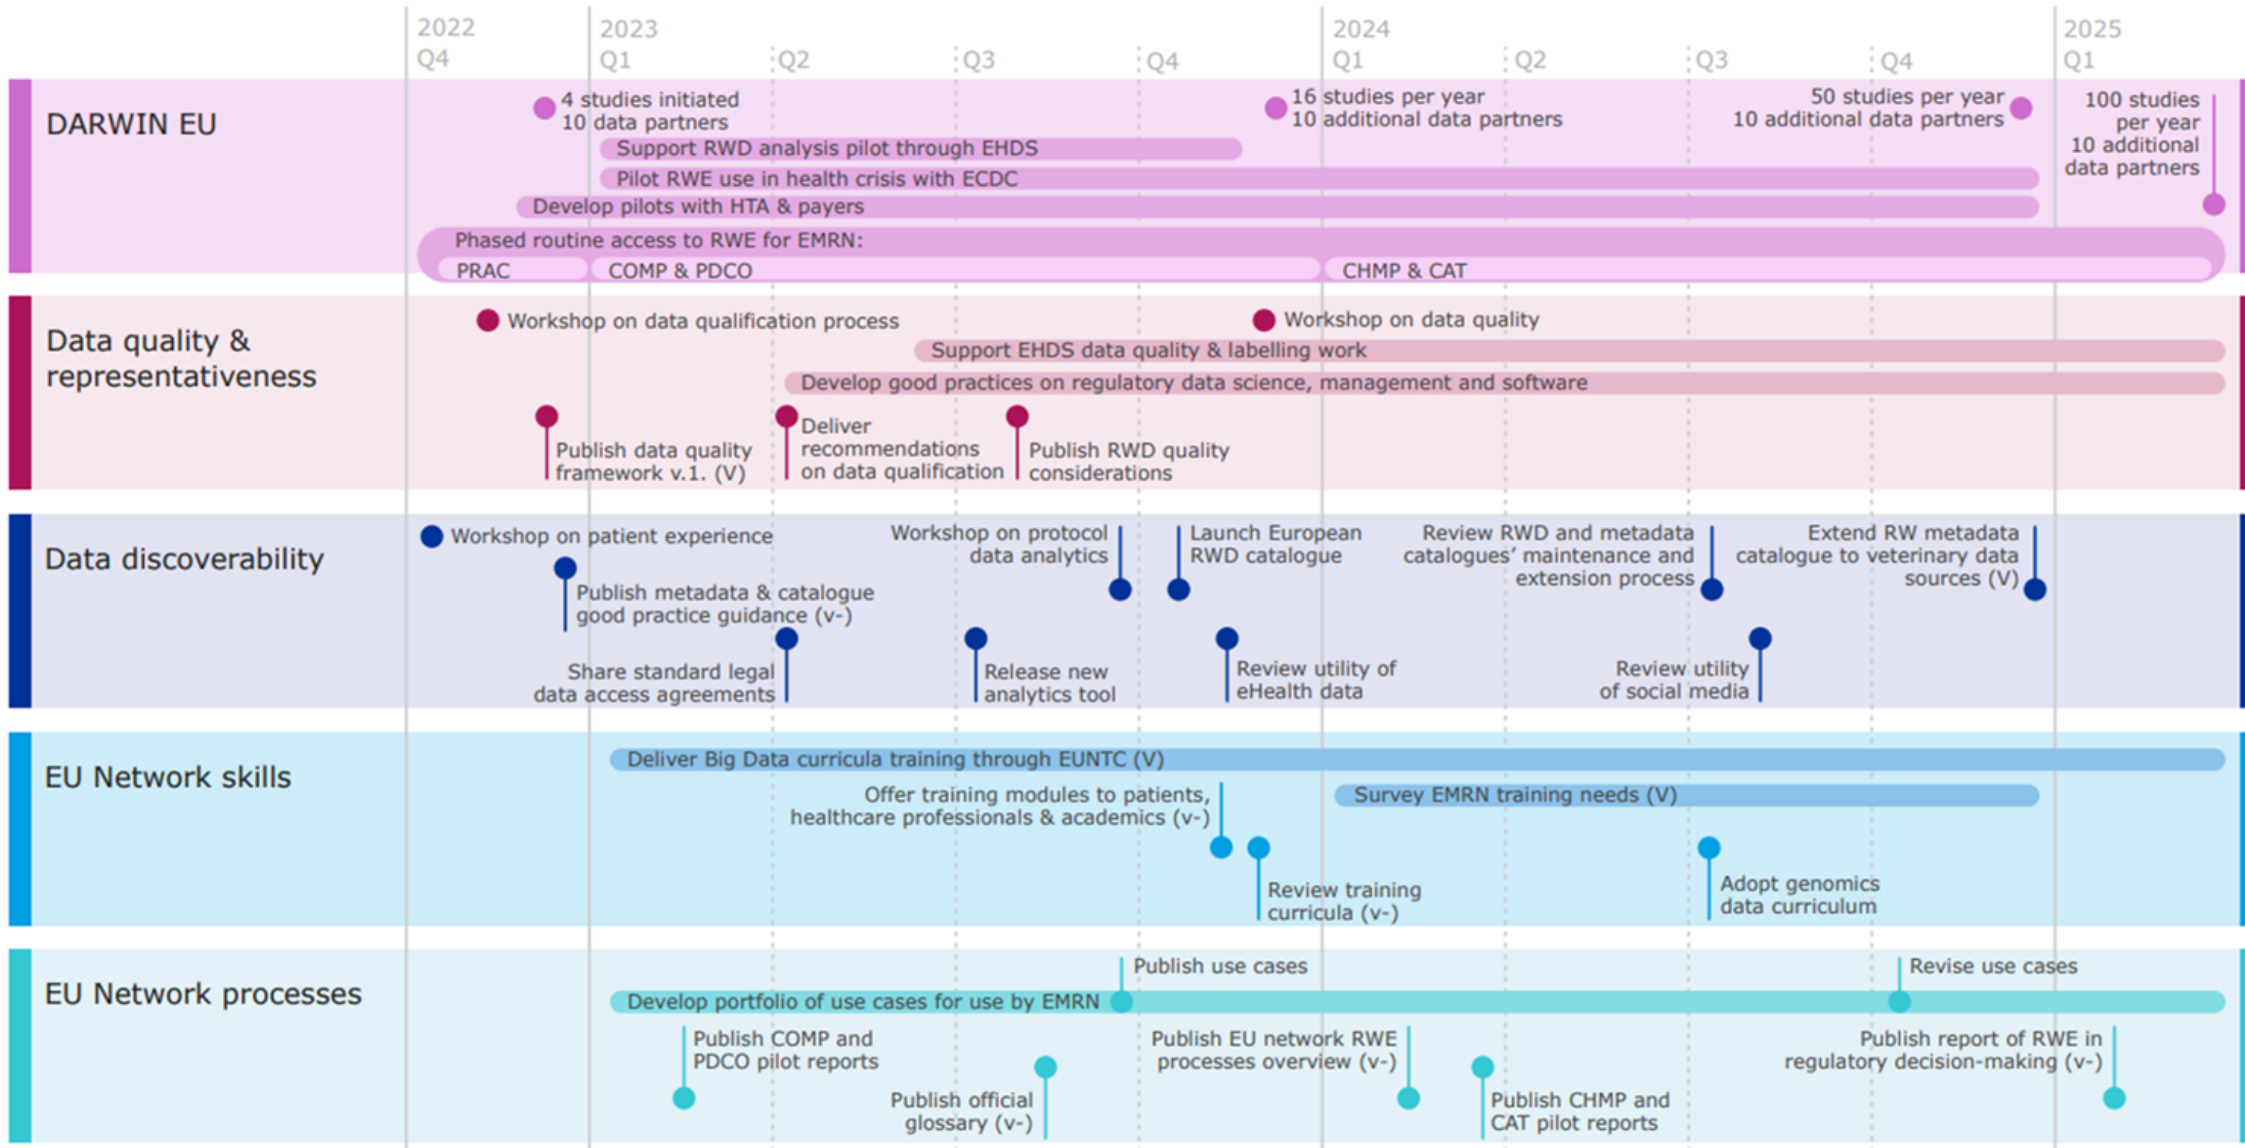 2022
Q4
2023
Q1
Q2
Q3
Q4
2024
Q1
Q2
Q3
Q4
2025
Q1
DARWIN EU
4 studies initiated
10 data partners
16 studies per year
10 additional data partners
50 studies per year
10 additional data partners
100 studies
per year
10 additional
data partners
Support RWD analysis pilot through EHDS
Pilot RWE use in health crisis with ECDC
Develop pilots with HTA & payers
Phased routine access to RWE for EMRN:
PRAC
COMP & PDCO
CHMP & CAT
Data quality &
representativeness
Workshop on data qualification process
Workshop on data quality
Support EHDS data quality & labelling work
Develop good practices on regulatory data science, management and software
Publish data quality
framework v.1. (V)
Deliver
recommendations
on data qualification
Publish RWD quality
considerations
Data discoverability
Workshop on patient experience
Publish metadata & catalogue
good practice guidance (v-)
Share standard legal
data access agreements
Workshop on protocol
data analytics
Release new
analytics tool
Launch European
RWD catalogue
Review utility of
eHealth data
Review RWD and metadata
catalogues’ maintenance and
extension process
Review utility
of social media
Extend RW metadata
catalogue to veterinary data
sources (V)
EU Network skills
Deliver Big Data curricula training through EUNTC (V)
Offer training modules to patients,
healthcare professionals & academics (v-)
Survey EMRN training needs (V)
Review training
curricula (v-)
Adopt genomics
data curriculum
EU Network processes
Publish use cases
Revise use cases
Develop portfolio of use cases for use by EMRN
Publish COMP and
PDCO pilot reports
Publish official
glossary (v-)
Publish EU network RWE
processes overview (v-)
Publish CHMP and
CAT pilot reports
Publish report of RWE in
regulatory decision-making (v-)